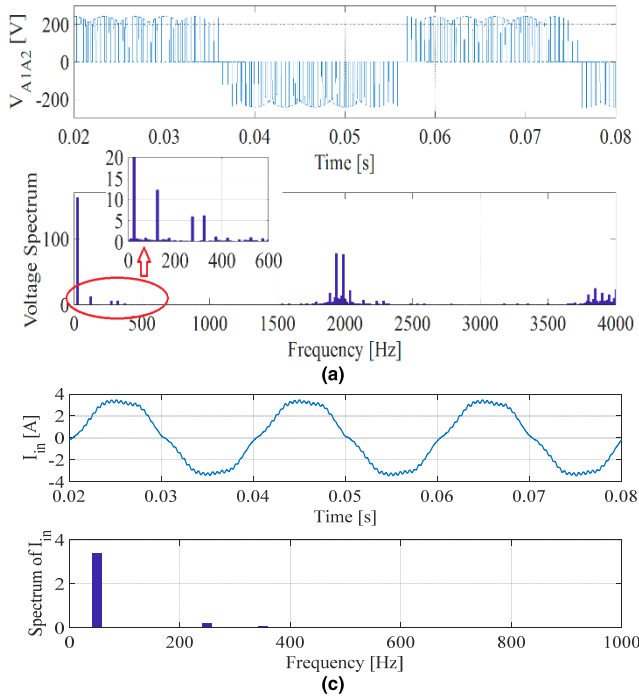 200
0
-200
V_A1A2 [V]
0.02 0.03 0.04 0.05 0.06 0.07 0.08
Time [s]
20
15
10
5
0
0 200 400 600
100
0
Voltage Spectrum
0 500 1000 1500 2000 2500 3000 3500 4000
Frequency [Hz]
(a)
4
2
0
-2
-4
I_in [A]
0.02 0.03 0.04 0.05 0.06 0.07 0.08
Time [s]
4
2
0
Spectrum of I_in
0 200 400 600 800 1000
Frequency [Hz]
(c)